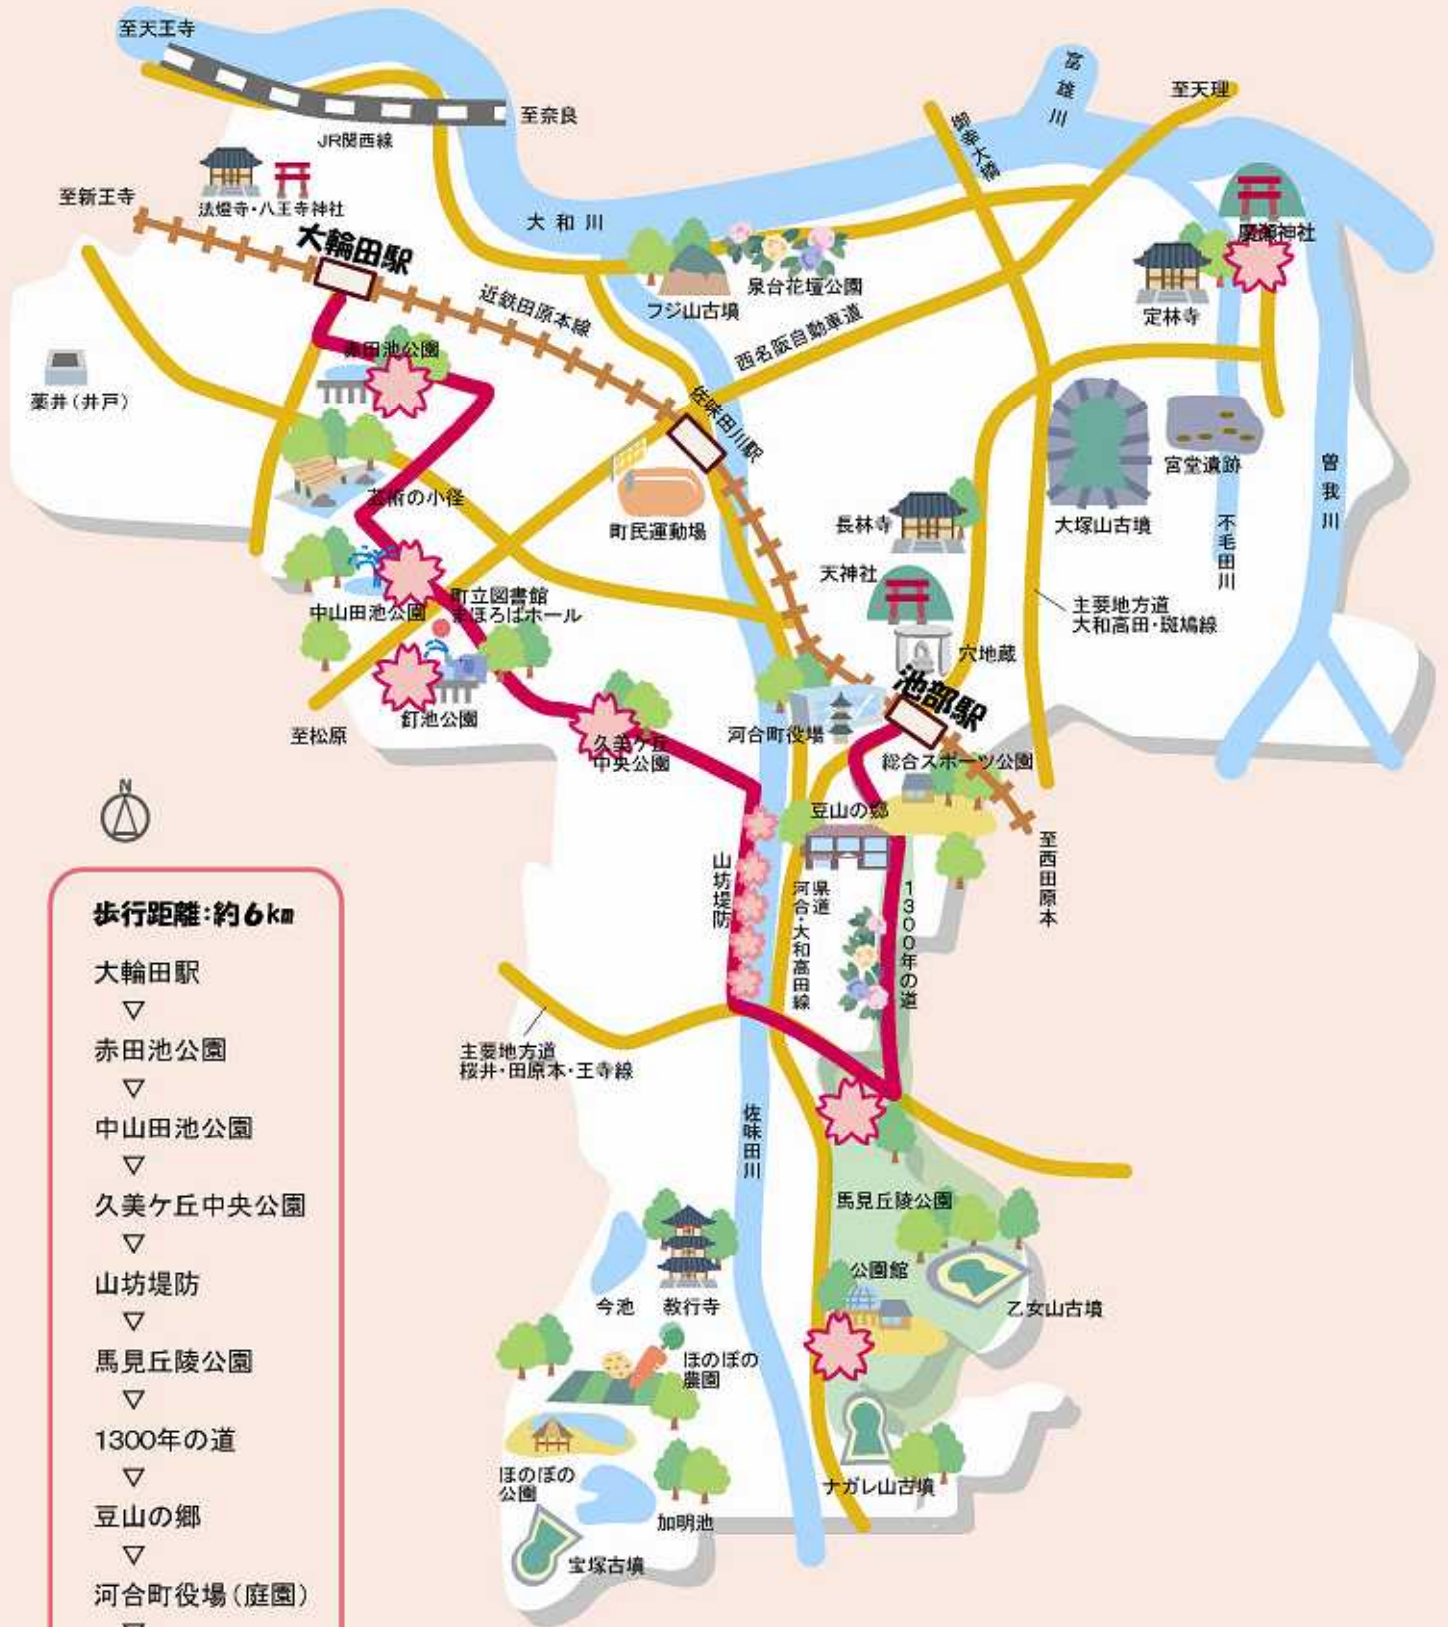 至天王寺
至奈良
JR関西線
富雄川
至天理
御幸大橋
至新王寺
法燈寺・八王寺神社
大輪田駅
大和川
廣瀬神社
近鉄田原本線
フジ山古墳
泉台花壇公園
定林寺
赤田池公園
西名阪自動車道
薬井(井戸)
佐味田川駅
宮堂遺跡
曽我川
芸術の小径
町民運動場
長林寺
大塚山古墳
不毛田川
天神社
中山田池公園
町立図書館
まほろばホール
主要地方道
大和高田・斑鳩線
穴地蔵
池部駅
釘池公園
至松原
久美ケ丘
中央公園
河合町役場
総合スポーツ公園
豆山の郷
至西田原本
N
山坊堤防
県道
河合・大和高田線
1300年の道
歩行距離:約6km
大輪田駅
▽
赤田池公園
▽
中山田池公園
▽
久美ケ丘中央公園
▽
山坊堤防
▽
馬見丘陵公園
▽
1300年の道
▽
豆山の郷
▽
河合町役場(庭園)
主要地方道
桜井・田原本・王寺線
佐味田川
馬見丘陵公園
公園館
乙女山古墳
今池
教行寺
ほのぼの
農園
ほのぼの
公園
ナガレ山古墳
加明池
宝塚古墳